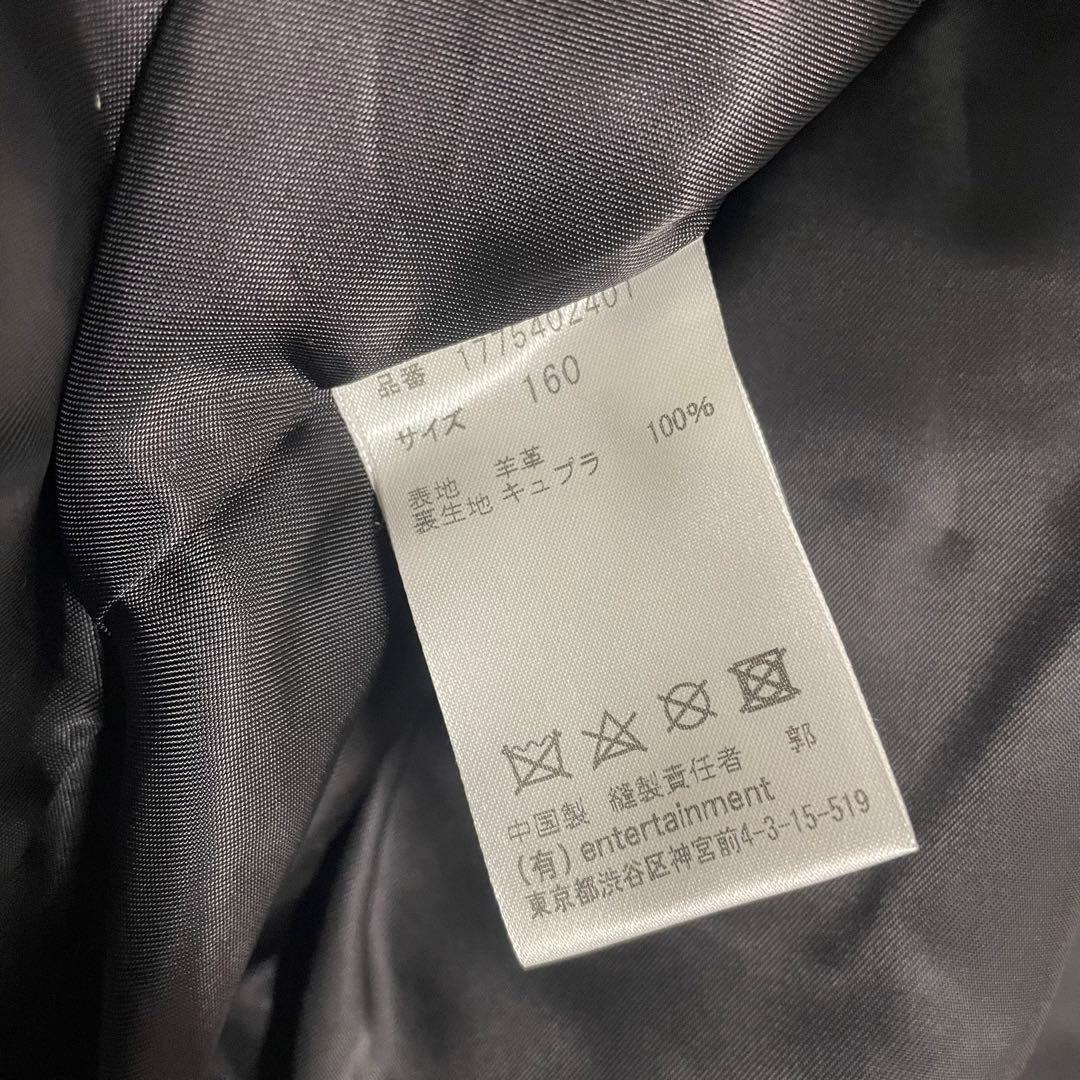 品番 1775402401
サイズ 160
表地 羊革
裏生地 キュプラ 100%
中国製 縫製責任者 郭
(有) entertainment
東京都渋谷区神宮前4-3-15-519